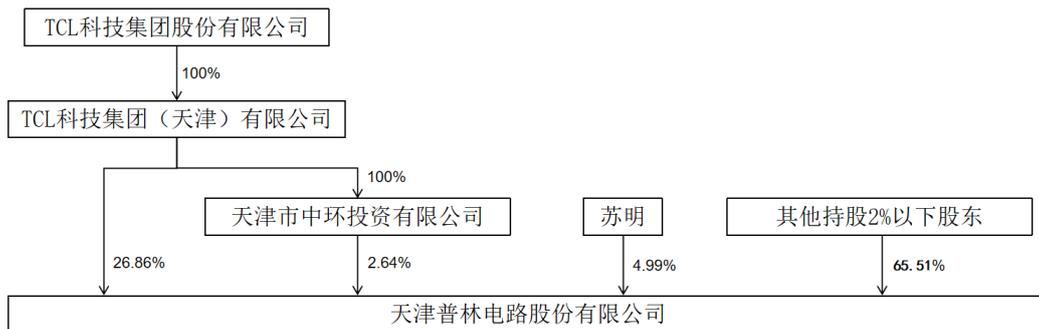 TCL科技集团股份有限公司
100%
TCL科技集团（天津）有限公司
100%
天津市中环投资有限公司
苏明
其他持股2%以下股东
26.86%
2.64%
4.99%
65.51%
天津普林电路股份有限公司